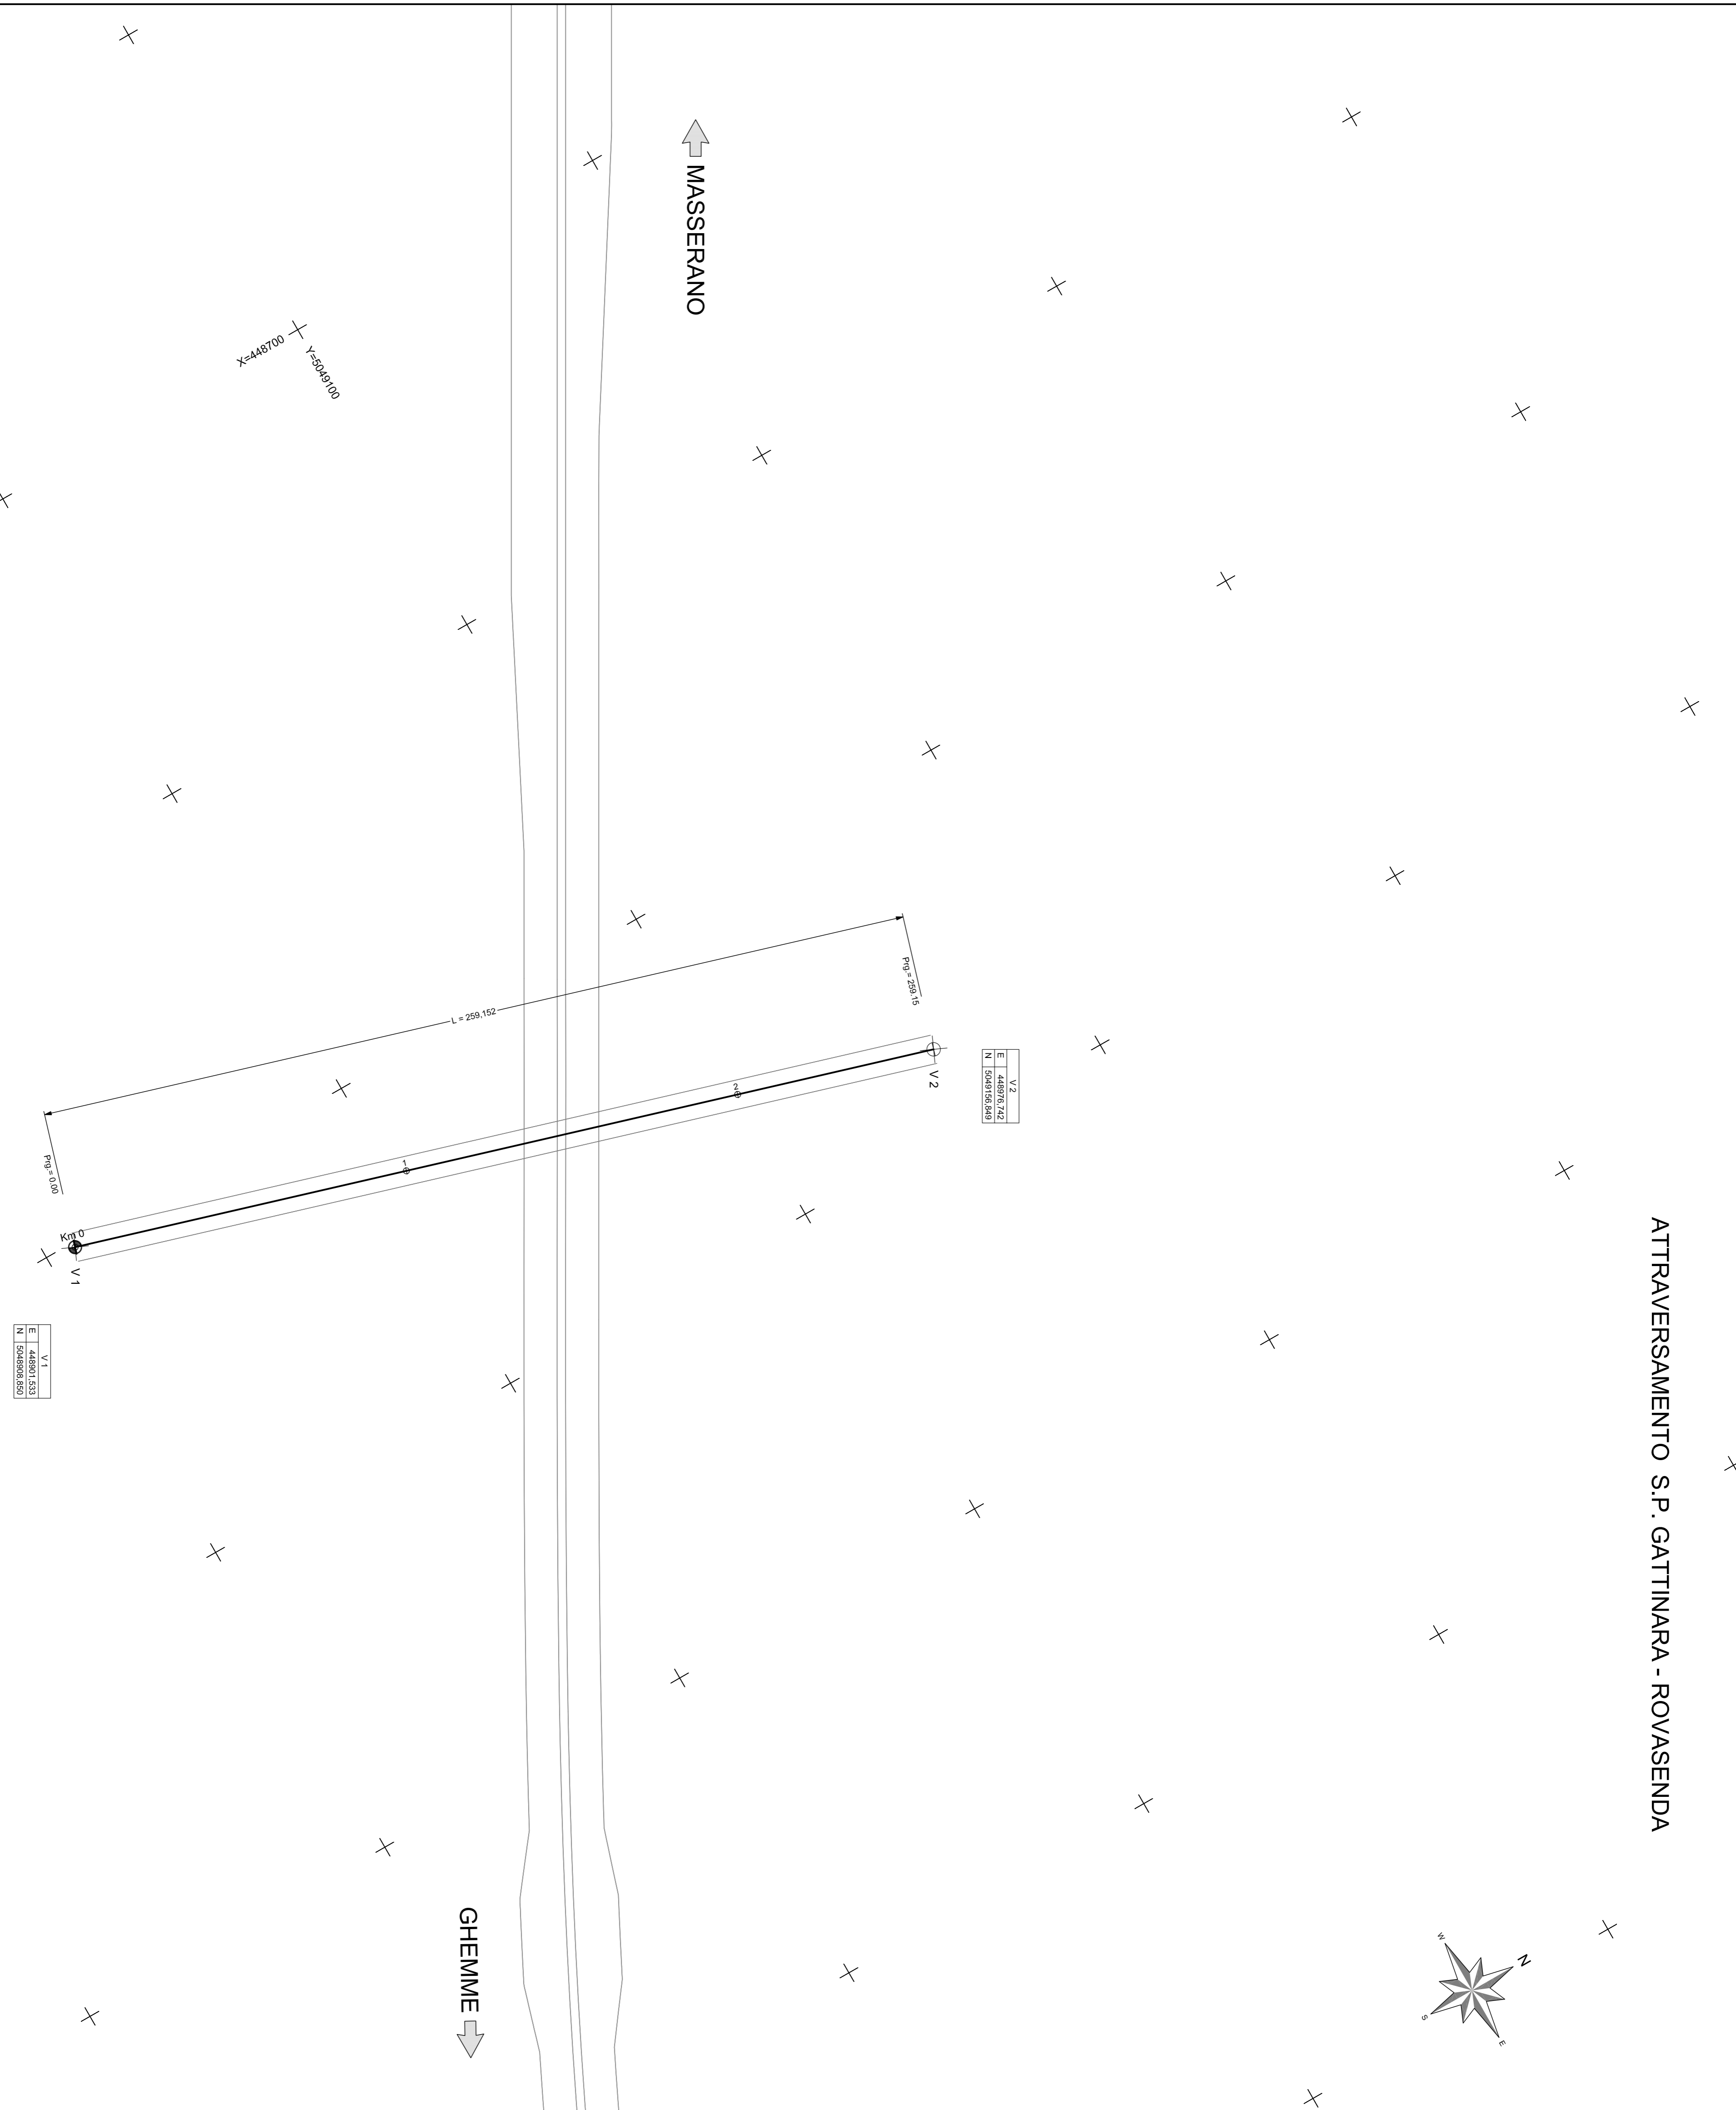 MASSERANO
X=448700
Y=5049100
L = 259,152
Prg.= 259.15
Prg.= 0.00
V 2
V 2
E 448976,742
N 5049156,849
2
1
Km 0
V 1
V 1
E 448901,533
N 5048908,850
ATTRAVERSAMENTO S.P. GATTINARA - ROVASENDA
GHEMME
N
W
S
E